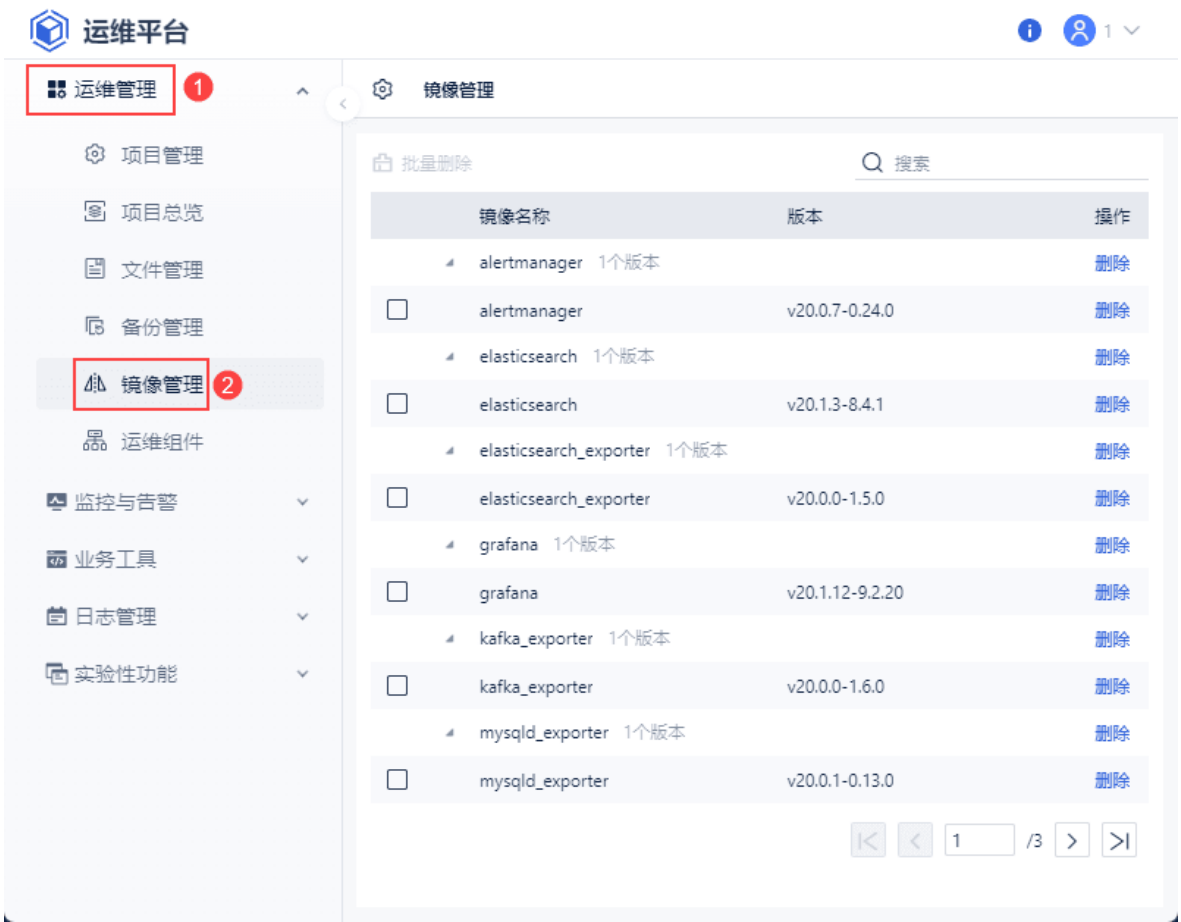 运维平台
1
运维管理 1
项目管理
项目总览
文件管理
备份管理
镜像管理 2
运维组件
监控与告警
业务工具
日志管理
实验性功能
镜像管理
批量删除 搜索
镜像名称 版本 操作
alertmanager 1个版本 删除
alertmanager v20.0.7-0.24.0 删除
elasticsearch 1个版本 删除
elasticsearch v20.1.3-8.4.1 删除
elasticsearch_exporter 1个版本 删除
elasticsearch_exporter v20.0.0-1.5.0 删除
grafana 1个版本 删除
grafana v20.1.12-9.2.20 删除
kafka_exporter 1个版本 删除
kafka_exporter v20.0.0-1.6.0 删除
mysqld_exporter 1个版本 删除
mysqld_exporter v20.0.1-0.13.0 删除
1 /3